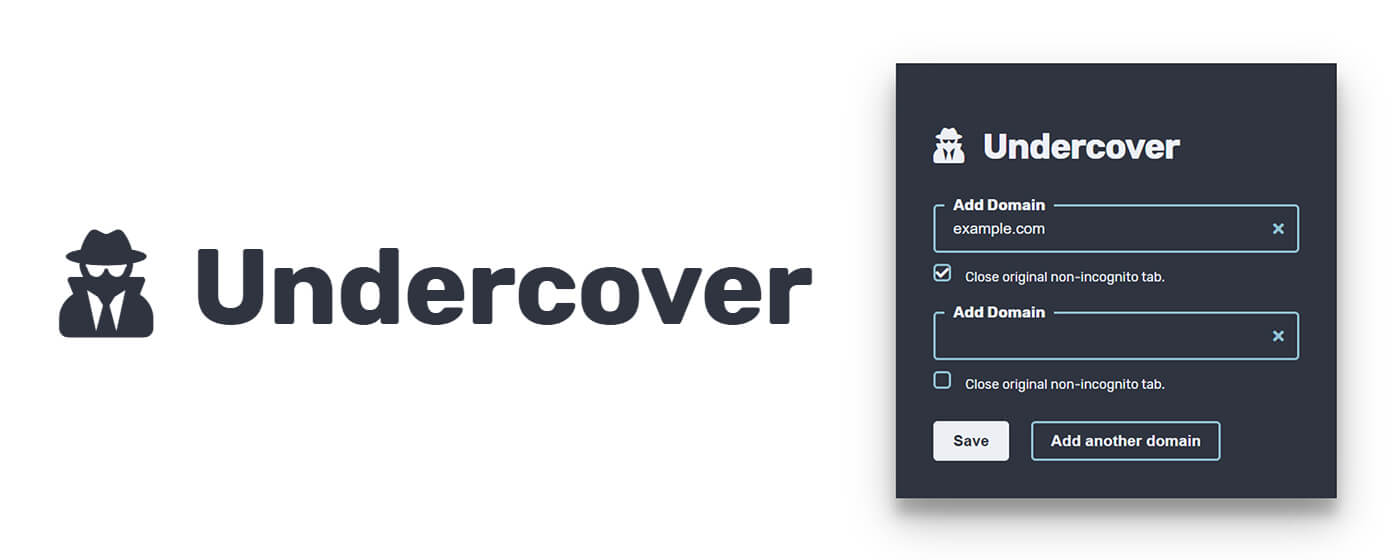 Undercover
Undercover
Add Domain
example.com
Close original non-incognito tab.
Add Domain
Close original non-incognito tab.
Save
Add another domain